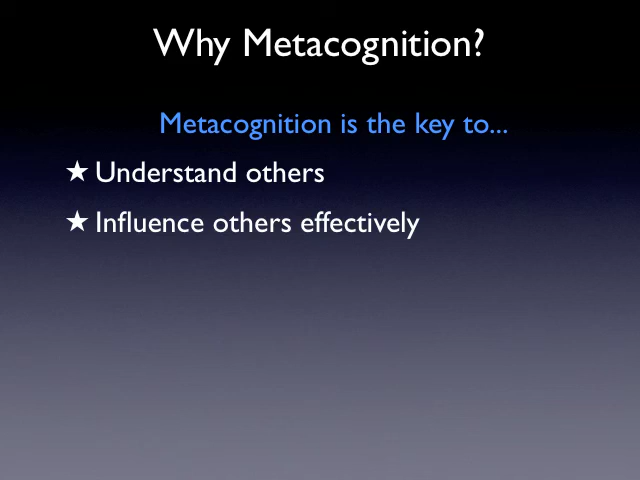 Why Metacognition?
Metacognition is the key to...
★ Understand others
★ Influence others effectively